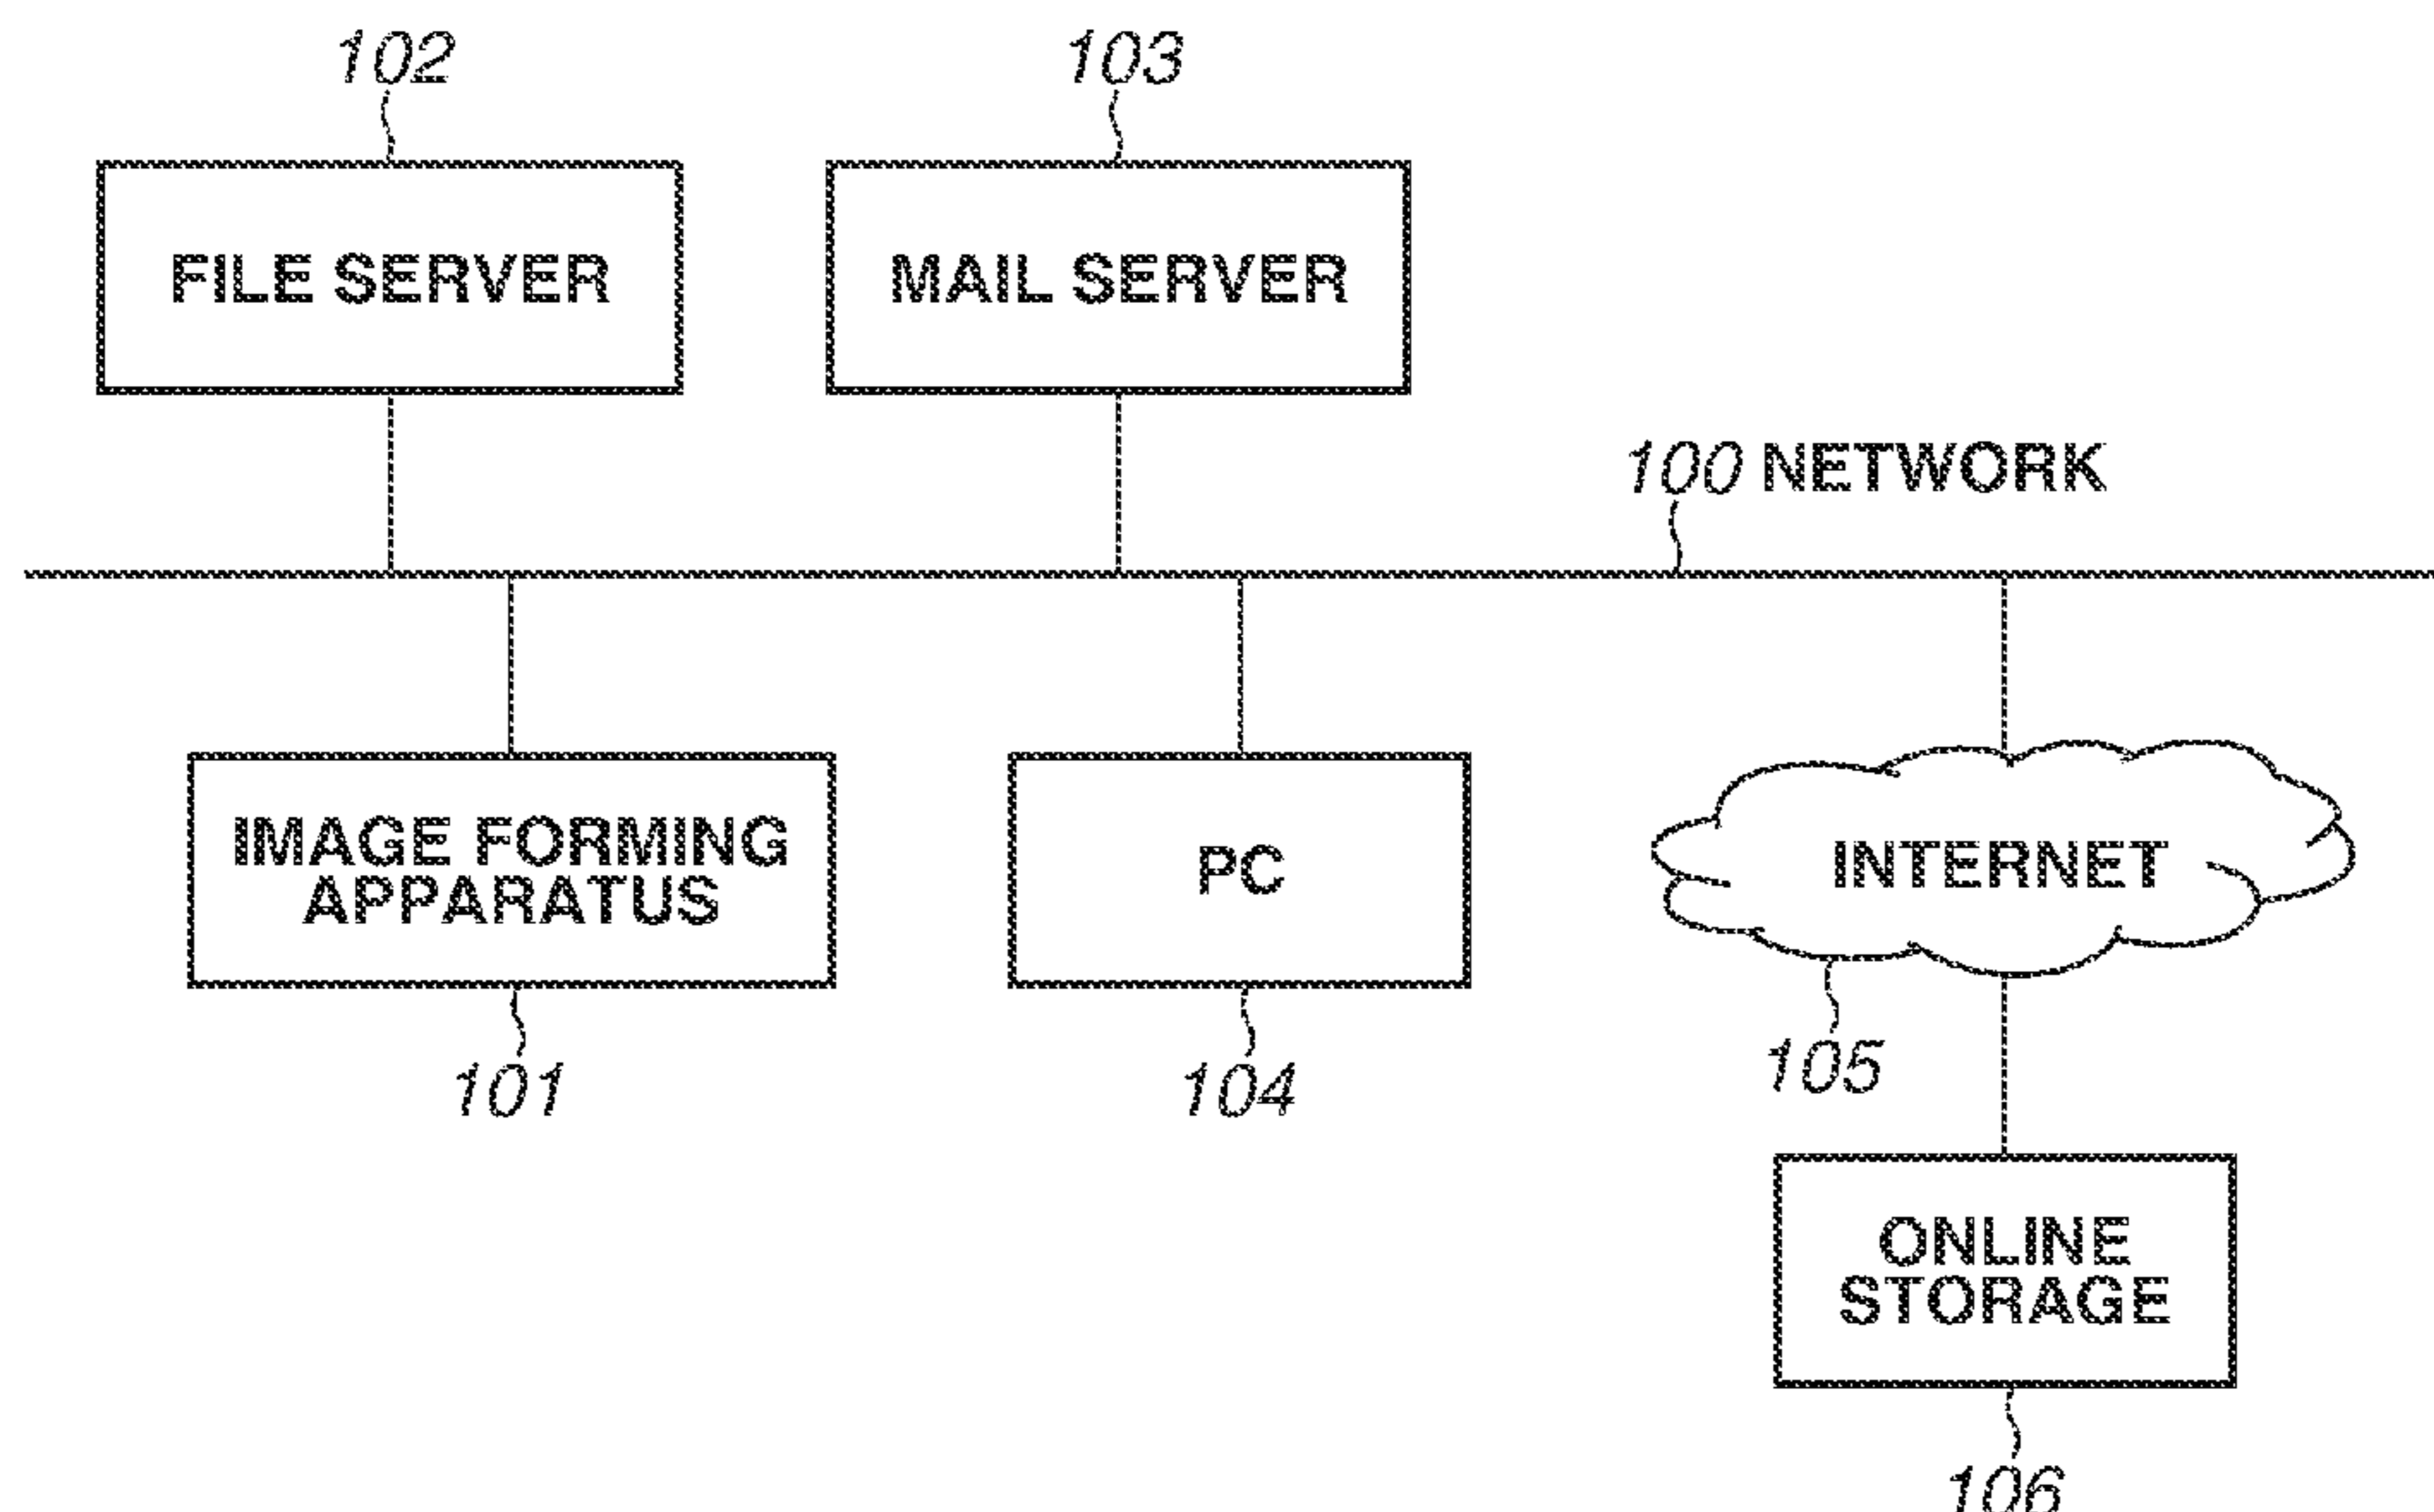 102
103
FILE SERVER
MAIL SERVER
100 NETWORK
IMAGE FORMING
APPARATUS
PC
INTERNET
101
104
105
ONLINE
STORAGE
106